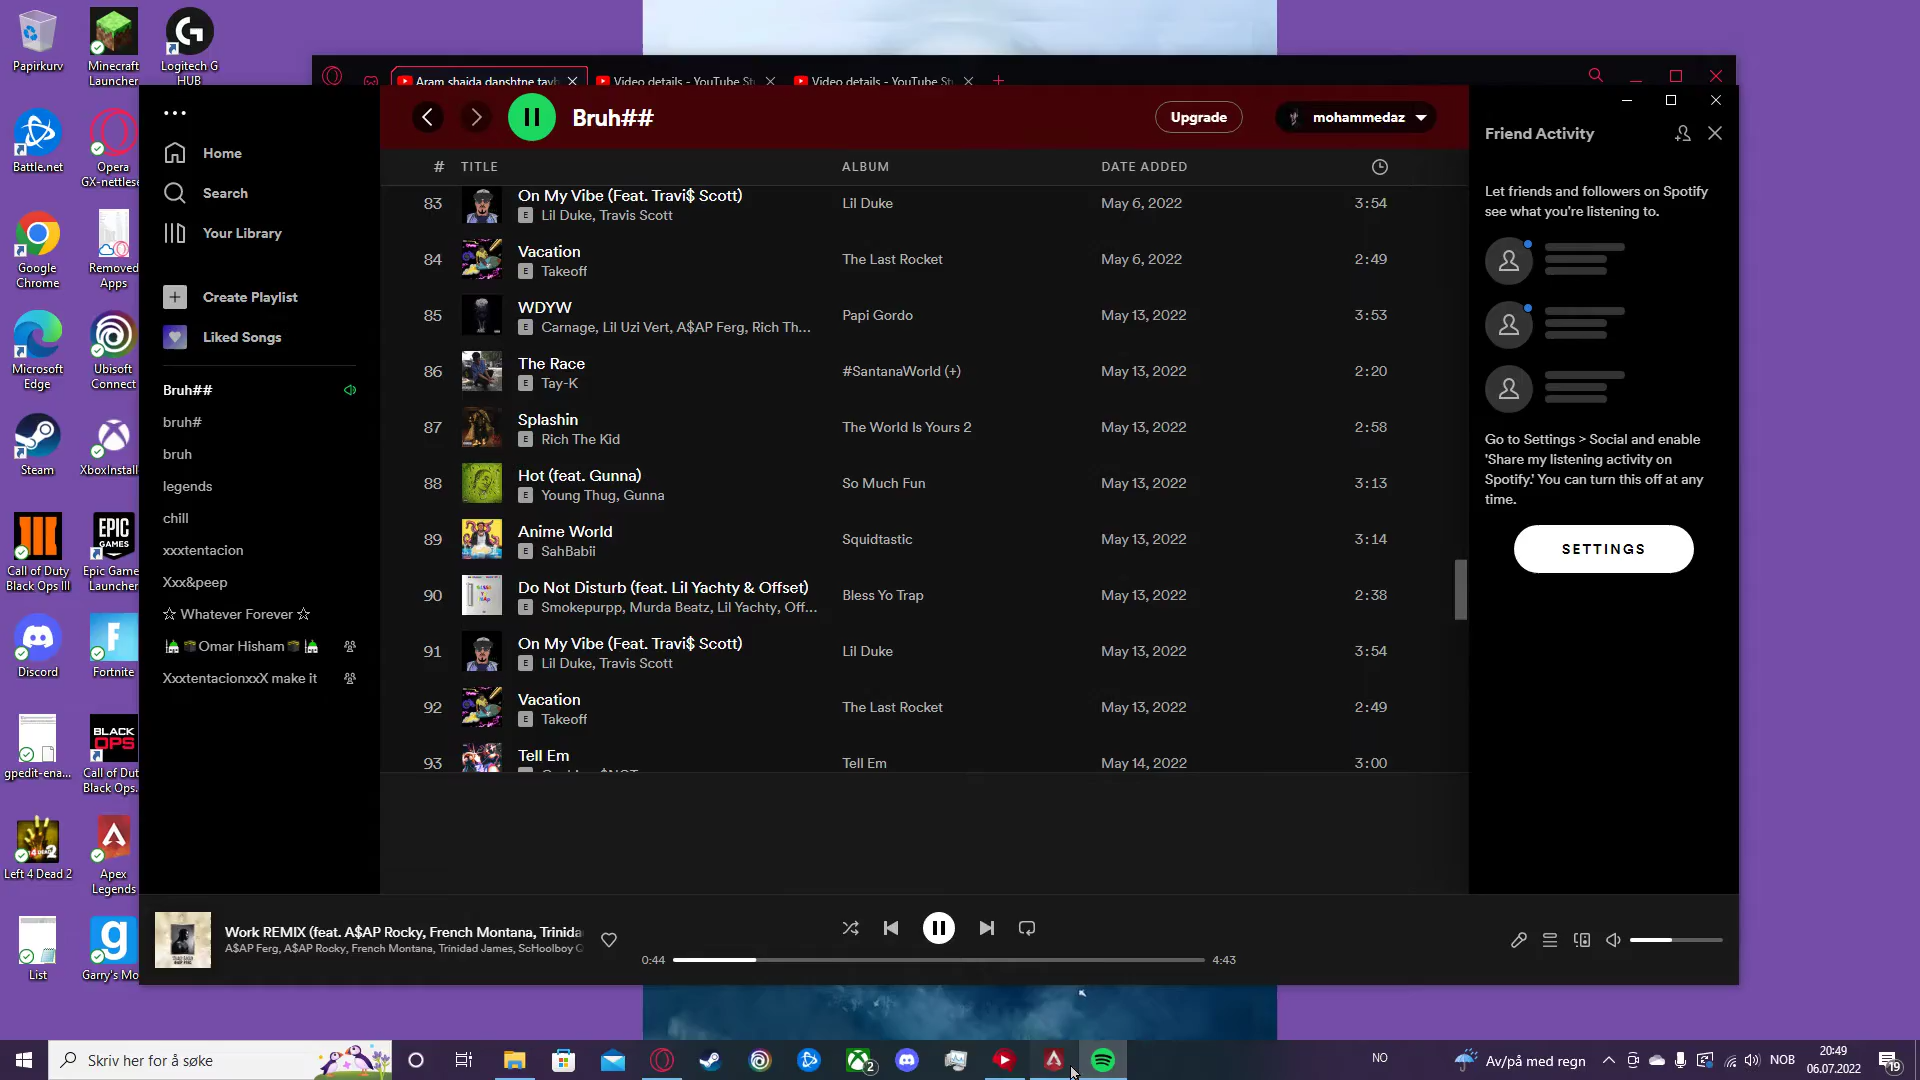 Papirkurv
Minecraft Launcher
Logitech G HUB
Battle.net
Opera GX-nettlese
Google Chrome
Removed Apps
Microsoft Edge
Ubisoft Connect
Steam
XboxInstall
Call of Duty Black Ops III
EPIC GAMES
Epic Game Launcher
Discord
Fortnite
gpedit-ena...
BLACK OPS
Call of Dut Black Ops.
Left 4 Dead 2
Apex Legends
List
Garry's Mo
Aram shaida danshtne tayb
Video details - YouTube St
Video details - YouTube St
Home
Search
Your Library
Create Playlist
Liked Songs
Bruh##
bruh#
bruh
legends
chill
xxxtentacion
Xxx&peep
☆ Whatever Forever ☆
Omar Hisham
XxxtentacionxxX make it
Bruh##
Upgrade
mohammedaz
# TITLE ALBUM DATE ADDED
83 On My Vibe (Feat. Travi$ Scott) Lil Duke May 6, 2022 3:54
E Lil Duke, Travis Scott
84 Vacation The Last Rocket May 6, 2022 2:49
E Takeoff
85 WDYW Papi Gordo May 13, 2022 3:53
E Carnage, Lil Uzi Vert, A$AP Ferg, Rich Th...
86 The Race #SantanaWorld (+) May 13, 2022 2:20
E Tay-K
87 Splashin The World Is Yours 2 May 13, 2022 2:58
E Rich The Kid
88 Hot (feat. Gunna) So Much Fun May 13, 2022 3:13
E Young Thug, Gunna
89 Anime World Squidtastic May 13, 2022 3:14
E SahBabii
90 Do Not Disturb (feat. Lil Yachty & Offset) Bless Yo Trap May 13, 2022 2:38
E Smokepurpp, Murda Beatz, Lil Yachty, Off...
91 On My Vibe (Feat. Travi$ Scott) Lil Duke May 13, 2022 3:54
E Lil Duke, Travis Scott
92 Vacation The Last Rocket May 13, 2022 2:49
E Takeoff
93 Tell Em Tell Em May 14, 2022 3:00
Friend Activity
Let friends and followers on Spotify
see what you're listening to.
Go to Settings > Social and enable
'Share my listening activity on
Spotify.' You can turn this off at any
time.
SETTINGS
Work REMIX (feat. A$AP Rocky, French Montana, Trinida
A$AP Ferg, A$AP Rocky, French Montana, Trinidad James, ScHoolboy Q
0:44
4:43
Skriv her for å søke
2
NO
Av/på med regn
NOB
20:49
06.07.2022
19